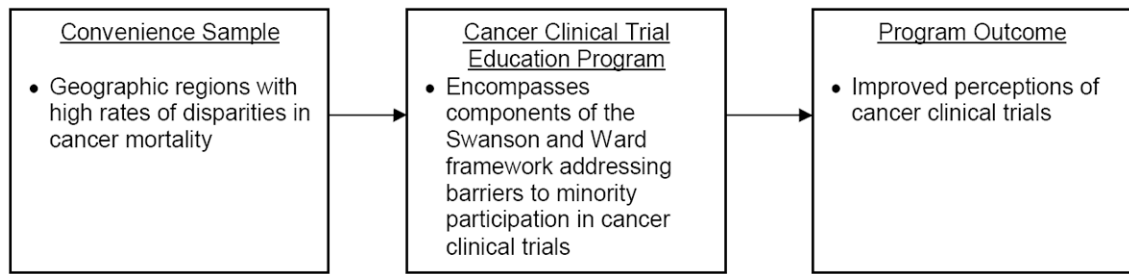 Convenience Sample
• Geographic regions with
high rates of disparities in
cancer mortality
Cancer Clinical Trial
Education Program
• Encompasses
components of the
Swanson and Ward
framework addressing
barriers to minority
participation in cancer
clinical trials
Program Outcome
• Improved perceptions of
cancer clinical trials